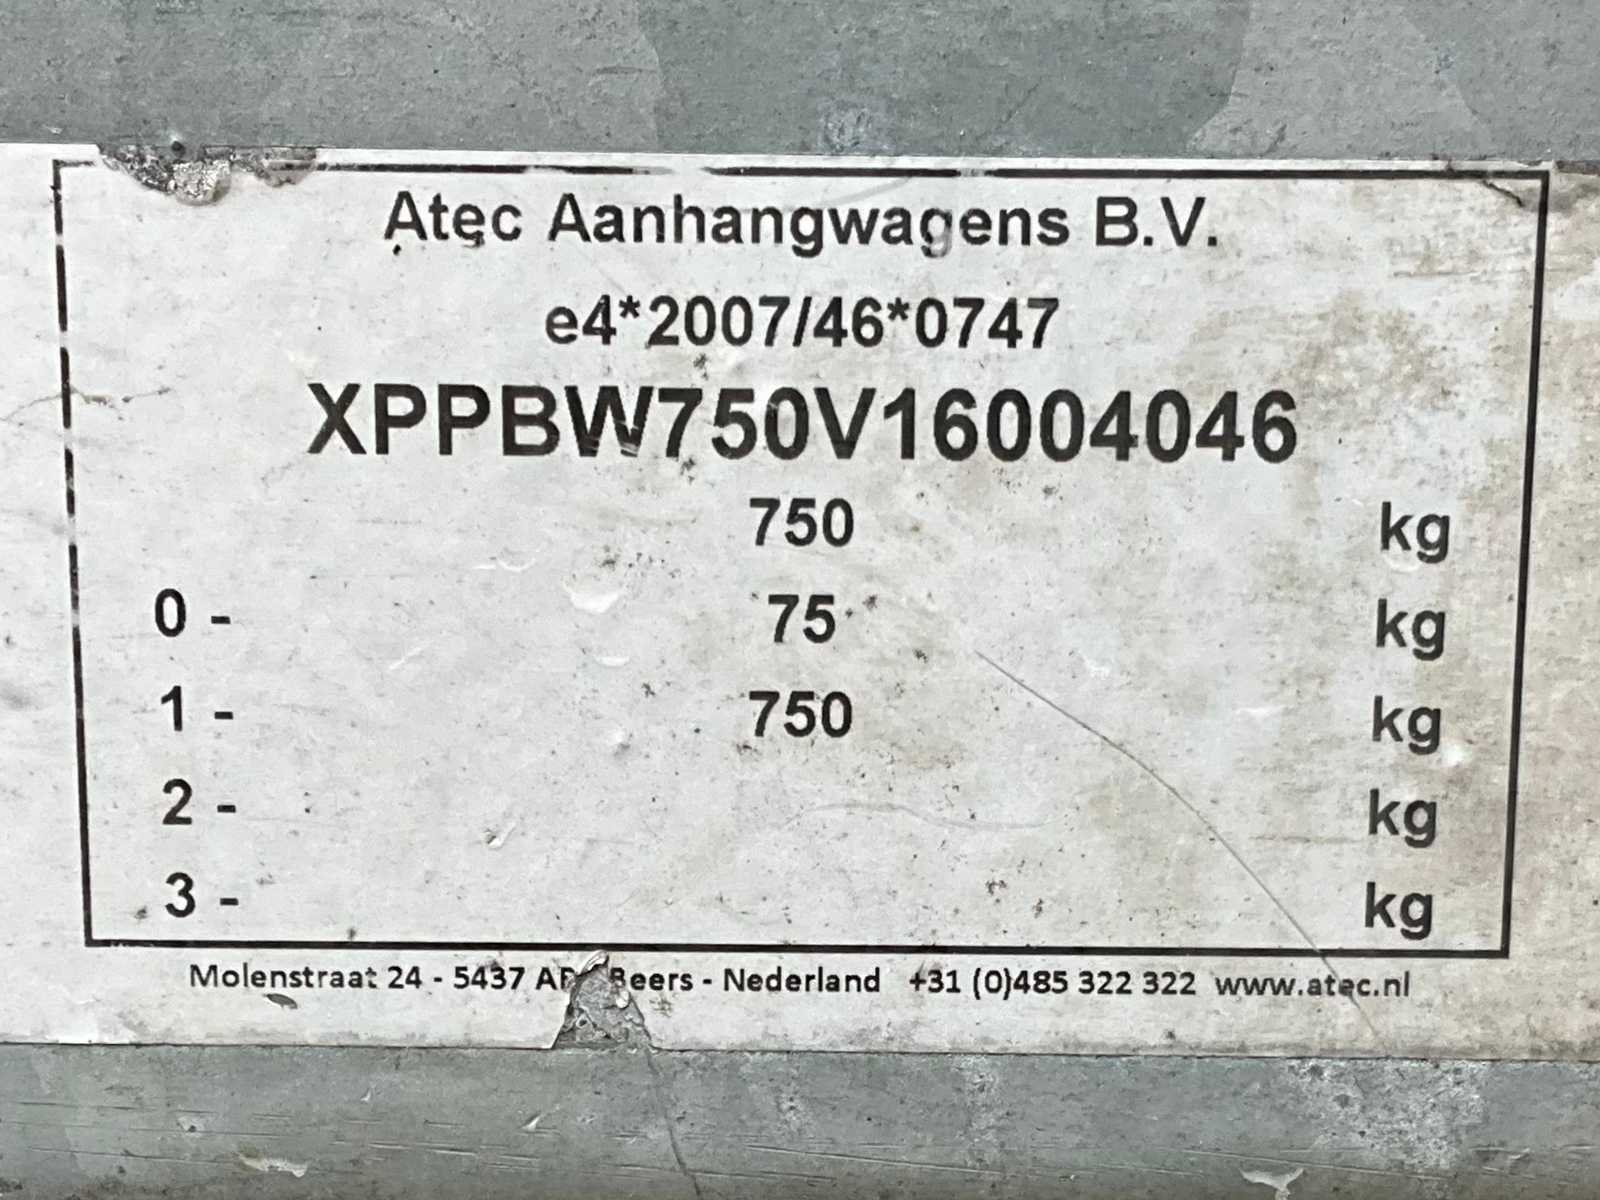 Atec Aanhangwagens B.V.
e4*2007/46*0747
XPPBW750V16004046
750 kg
0 - 75 kg
1 - 750 kg
2 - kg
3 - kg
Molenstraat 24 - 5437 Beers - Nederland +31 (0)485 322 322 www.atec.nl